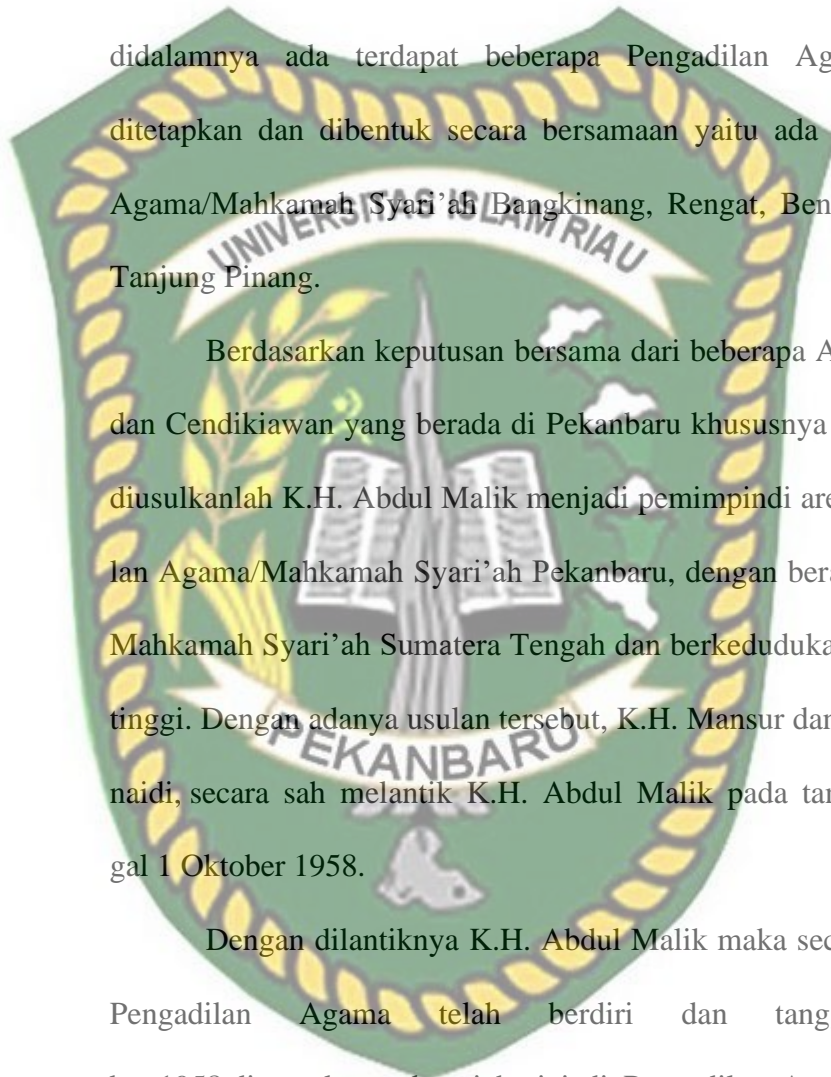 didalamnya ada terdapat beberapa Pengadilan Ag
ditetapkan dan dibentuk secara bersamaan yaitu ada
Agama/Mahkamah Syari'ah Bangkinang, Rengat, Ben
UNIVERSITAS ISLAM RIAU
Tanjung Pinang.
Berdasarkan keputusan bersama dari beberapa A
dan Cendikiawan yang berada di Pekanbaru khususnya
diusulkanlah K.H. Abdul Malik menjadi pemimpindi are
lan Agama/Mahkamah Syari'ah Pekanbaru, dengan bera
Mahkamah Syari'ah Sumatera Tengah dan berkeduduka
tinggi. Dengan adanya usulan tersebut, K.H. Mansur dan
PEKANBARU
naidi, secara sah melantik K.H. Abdul Malik pada tan
gal 1 Oktober 1958.
Dengan dilantiknya K.H. Abdul Malik maka sec
Pengadilan Agama telah berdiri dan tang